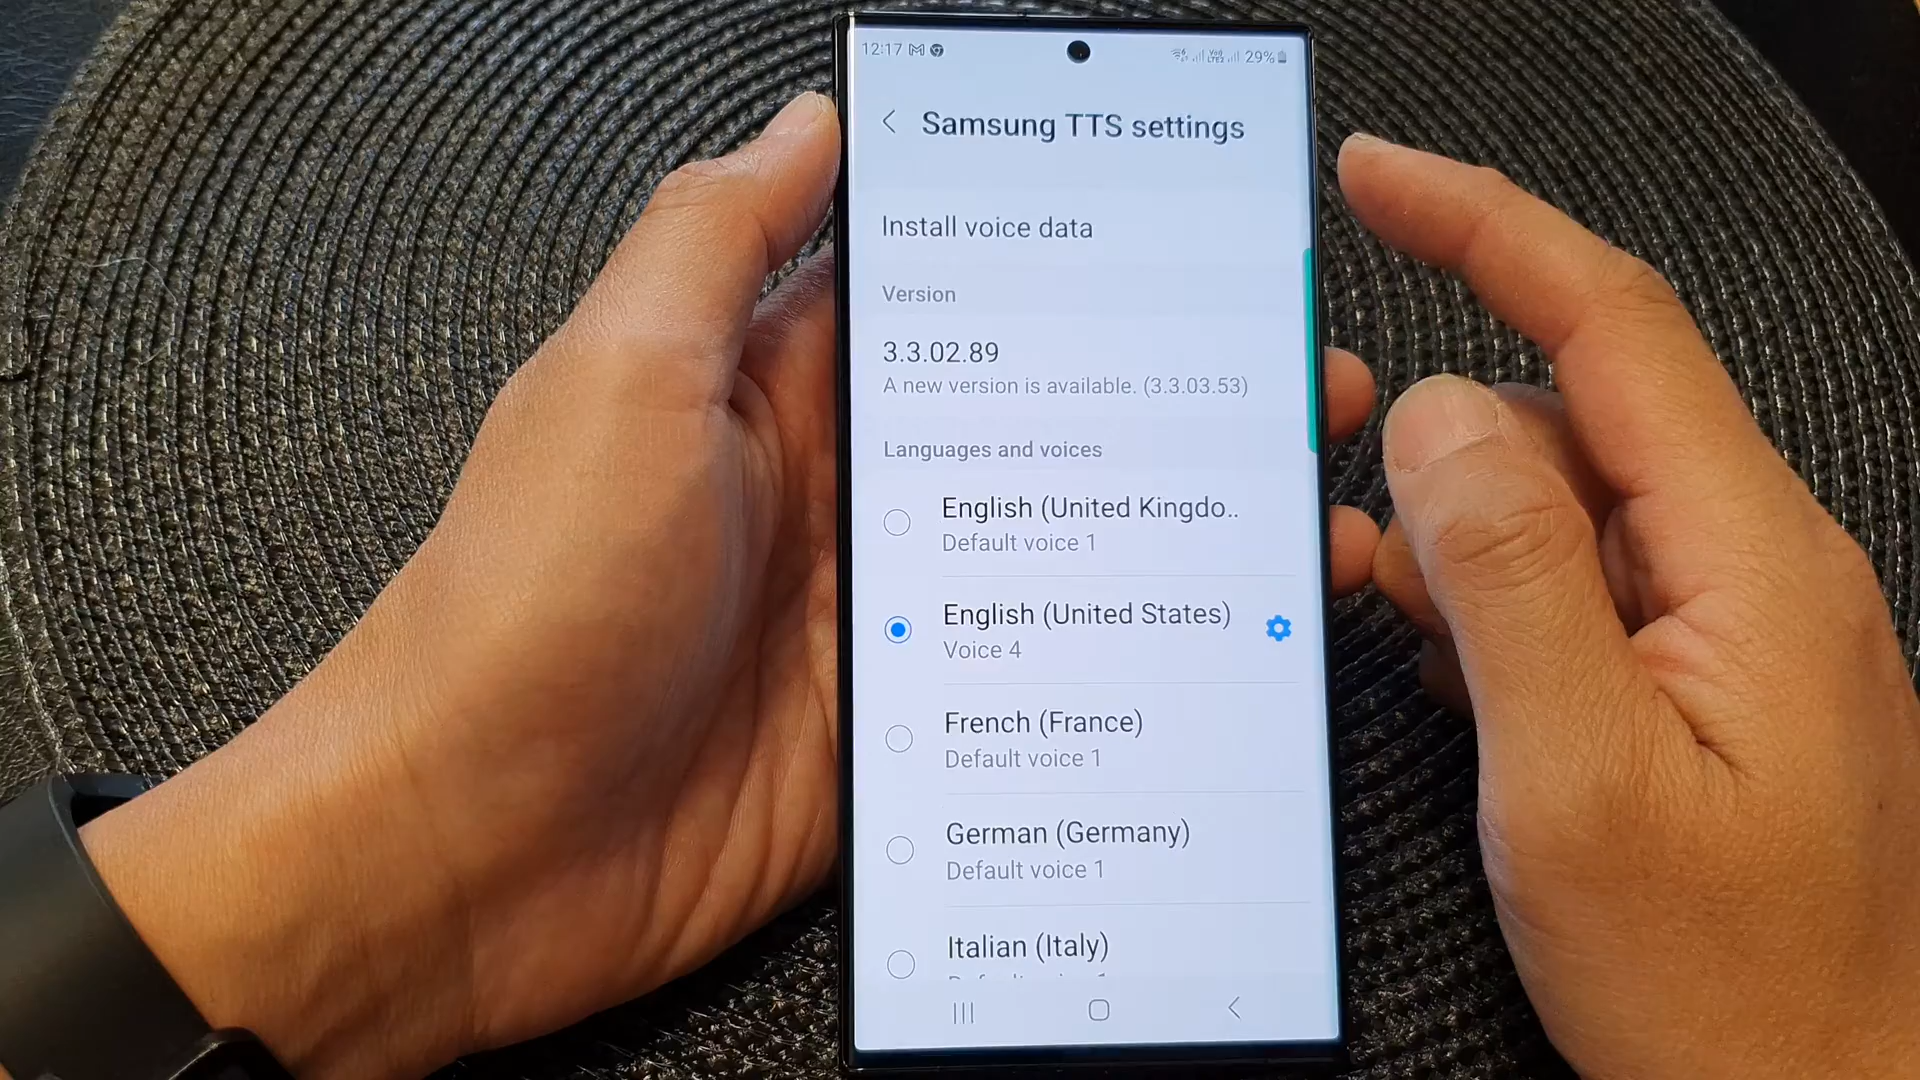 12:17 29%
Samsung TTS settings
Install voice data
Version
3.3.02.89
A new version is available. (3.3.03.53)
Languages and voices
English (United Kingdo..
Default voice 1
English (United States)
Voice 4
French (France)
Default voice 1
German (Germany)
Default voice 1
Italian (Italy)